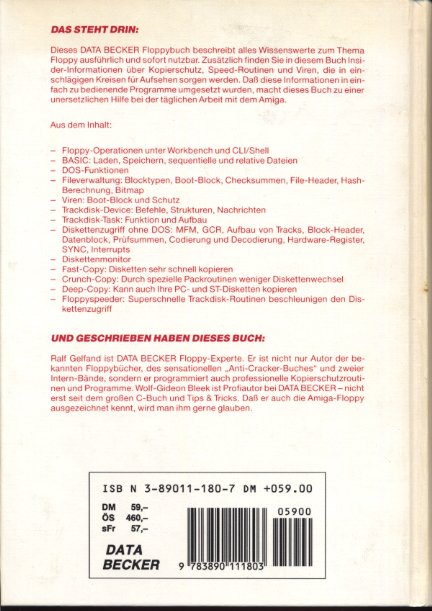 DAS STEHT DRIN:
Dieses DATA BECKER Floppybuch beschreibt alles Wissenswerte zum Thema
Floppy ausführlich und sofort nutzbar. Zusätzlich finden Sie in diesem Buch Insi-
der-Informationen über Kopierschutz, Speed-Routinen und Viren, die in ein-
schlägigen Kreisen für Aufsehen sorgen werden. Daß diese Informationen in ein-
fach zu bedienende Programme umgesetzt wurden, macht dieses Buch zu einer
unersetzlichen Hilfe bei der täglichen Arbeit mit dem Amiga.
Aus dem Inhalt:
– Floppy-Operationen unter Workbench und CLI/Shell
– BASIC: Laden, Speichern, sequentielle und relative Dateien
– DOS-Funktionen
– Fileverwaltung: Blocktypen, Boot-Block, Checksummen, File-Header, Hash-
Berechnung, Bitmap
– Viren: Boot-Block und Schutz
– Trackdisk-Device: Befehle, Strukturen, Nachrichten
– Trackdisk-Task: Funktion und Aufbau
– Diskettenzugriff ohne DOS: MFM, GCR, Aufbau von Tracks, Block-Header,
Datenblock, Prüfsummen, Codierung und Decodierung, Hardware-Register,
SYNC, Interrupts
– Diskettenmonitor
– Fast-Copy: Disketten sehr schnell kopieren
– Crunch-Copy: Durch spezielle Packroutinen weniger Diskettenwechsel
– Deep-Copy: Kann auch Ihre PC- und ST-Disketten kopieren
– Floppyspeeder: Superschnelle Trackdisk-Routinen beschleunigen den Dis-
kettenzugriff
UND GESCHRIEBEN HABEN DIESES BUCH:
Ralf Gelfand ist DATA BECKER Floppy-Experte. Er ist nicht nur Autor der be-
kannten Floppybücher, des sensationellen „Anti-Cracker-Buches“ und zweier
Intern-Bände, sondern er programmiert auch professionelle Kopierschutzrouti-
nen und Programme. Wolf-Gideon Bleek ist Profiautor bei DATA BECKER – nicht
erst seit dem großen C-Buch und Tips & Tricks. Daß er auch die Amiga-Floppy
ausgezeichnet kennt, wird man ihm gerne glauben.
ISB N 3-89011-180-7 DM +059.00
DM 59,–
ÖS 460,–
sFr 57,–
05900
DATA
BECKER
9 783890 111803